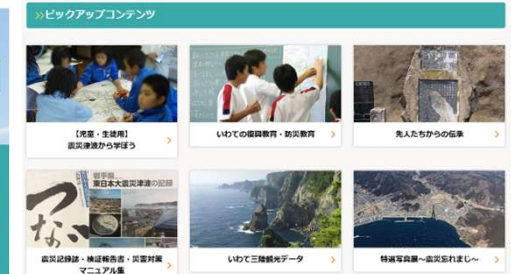 »ピックアップコンテンツ
【児童・生徒用】
震災津波から学ぼう
いわての復興教育・防災教育
先人たちからの伝承
岩手県
東日本大震災津波の記録
つな
震災記録誌・検証報告書・災害対策
マニュアル集
いわて三陸観光データ
特選写真展～震災忘れまじ～